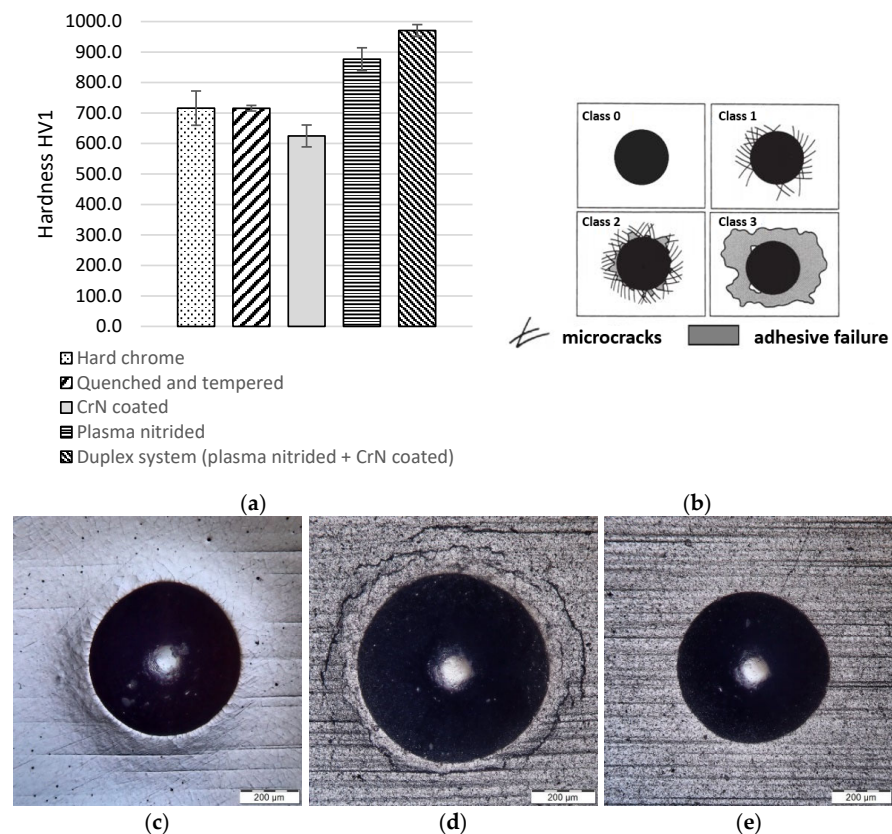 1000.0
900.0
800.0
700.0
600.0
500.0
400.0
300.0
200.0
100.0
0.0
Hardness HV1
Hard chrome
Quenched and tempered
CrN coated
Plasma nitrided
Duplex system (plasma nitrided + CrN coated)
(a)
Class 0
Class 1
Class 2
Class 3
microcracks
adhesive failure
(b)
200 µm
200 µm
200 µm
(c)
(d)
(e)